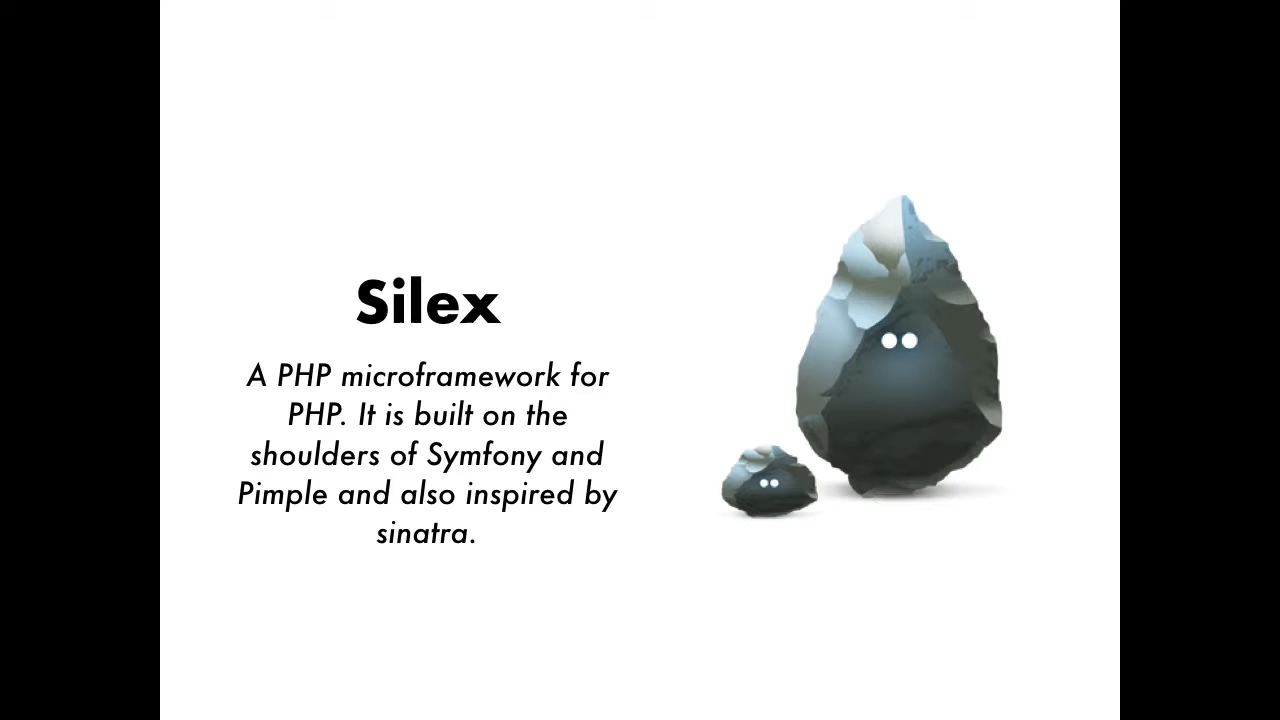 Silex
A PHP microframework for
PHP. It is built on the
shoulders of Symfony and
Pimple and also inspired by
sinatra.